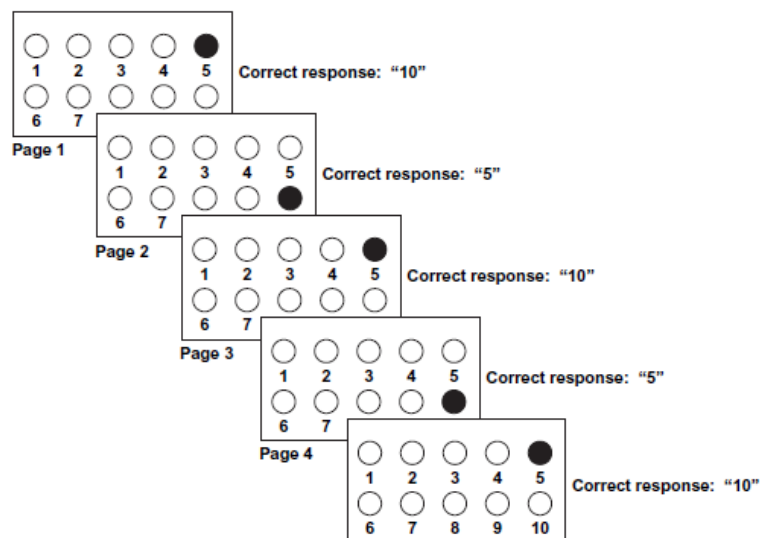 1 2 3 4 5
Correct response: “10”
6 7
Page 1
1 2 3 4 5
Correct response: “5”
6 7
Page 2
1 2 3 4 5
Correct response: “10”
6 7
Page 3
1 2 3 4 5
Correct response: “5”
6 7
Page 4
1 2 3 4 5
Correct response: “10”
6 7 8 9 10